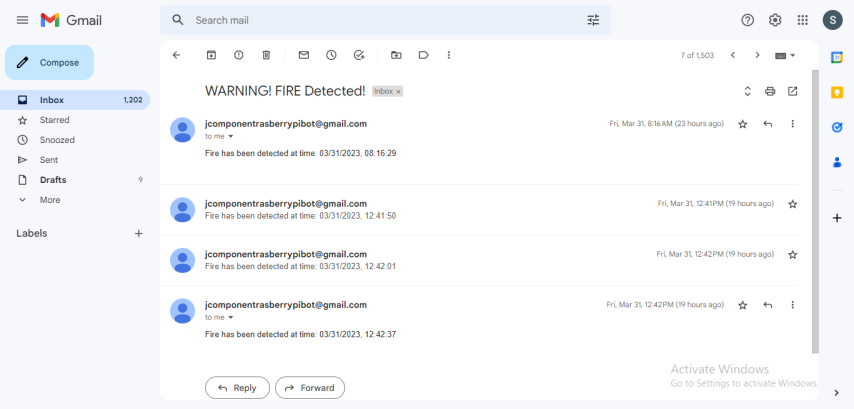 Gmail
Search mail
S
Compose
7 of 1,503
Inbox 1,202
Starred
Snoozed
Sent
Drafts 9
More
Labels
WARNING! FIRE Detected! Inbox x
jcomponentrasberrypibot@gmail.com Fri, Mar 31, 8:16 AM (23 hours ago)
to me
Fire has been detected at time: 03/31/2023, 08:16:29
jcomponentrasberrypibot@gmail.com Fri, Mar 31, 12:41 PM (19 hours ago)
Fire has been detected at time: 03/31/2023, 12:41:50
jcomponentrasberrypibot@gmail.com Fri, Mar 31, 12:42 PM (19 hours ago)
Fire has been detected at time: 03/31/2023, 12:42:01
jcomponentrasberrypibot@gmail.com Fri, Mar 31, 12:42 PM (19 hours ago)
to me
Fire has been detected at time: 03/31/2023, 12:42:37
Reply Forward
Activate Windows
Go to Settings to activate Windows.